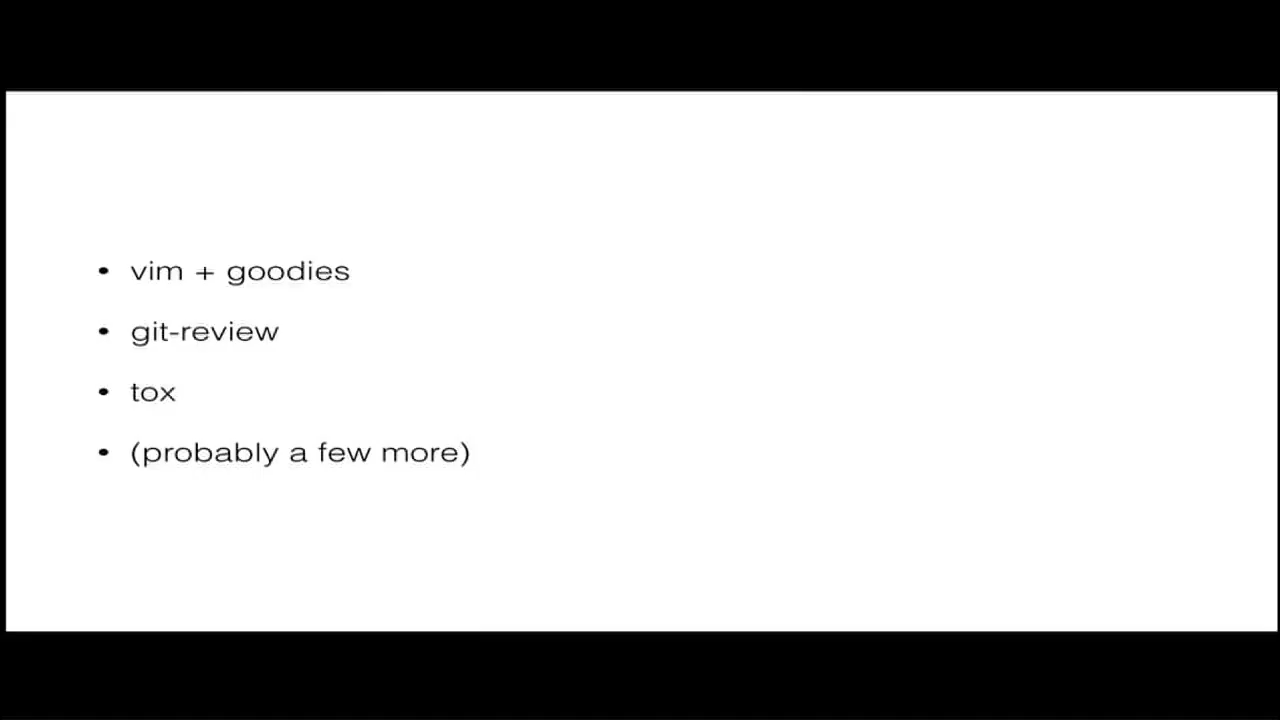 • vim + goodies
• git-review
• tox
• (probably a few more)